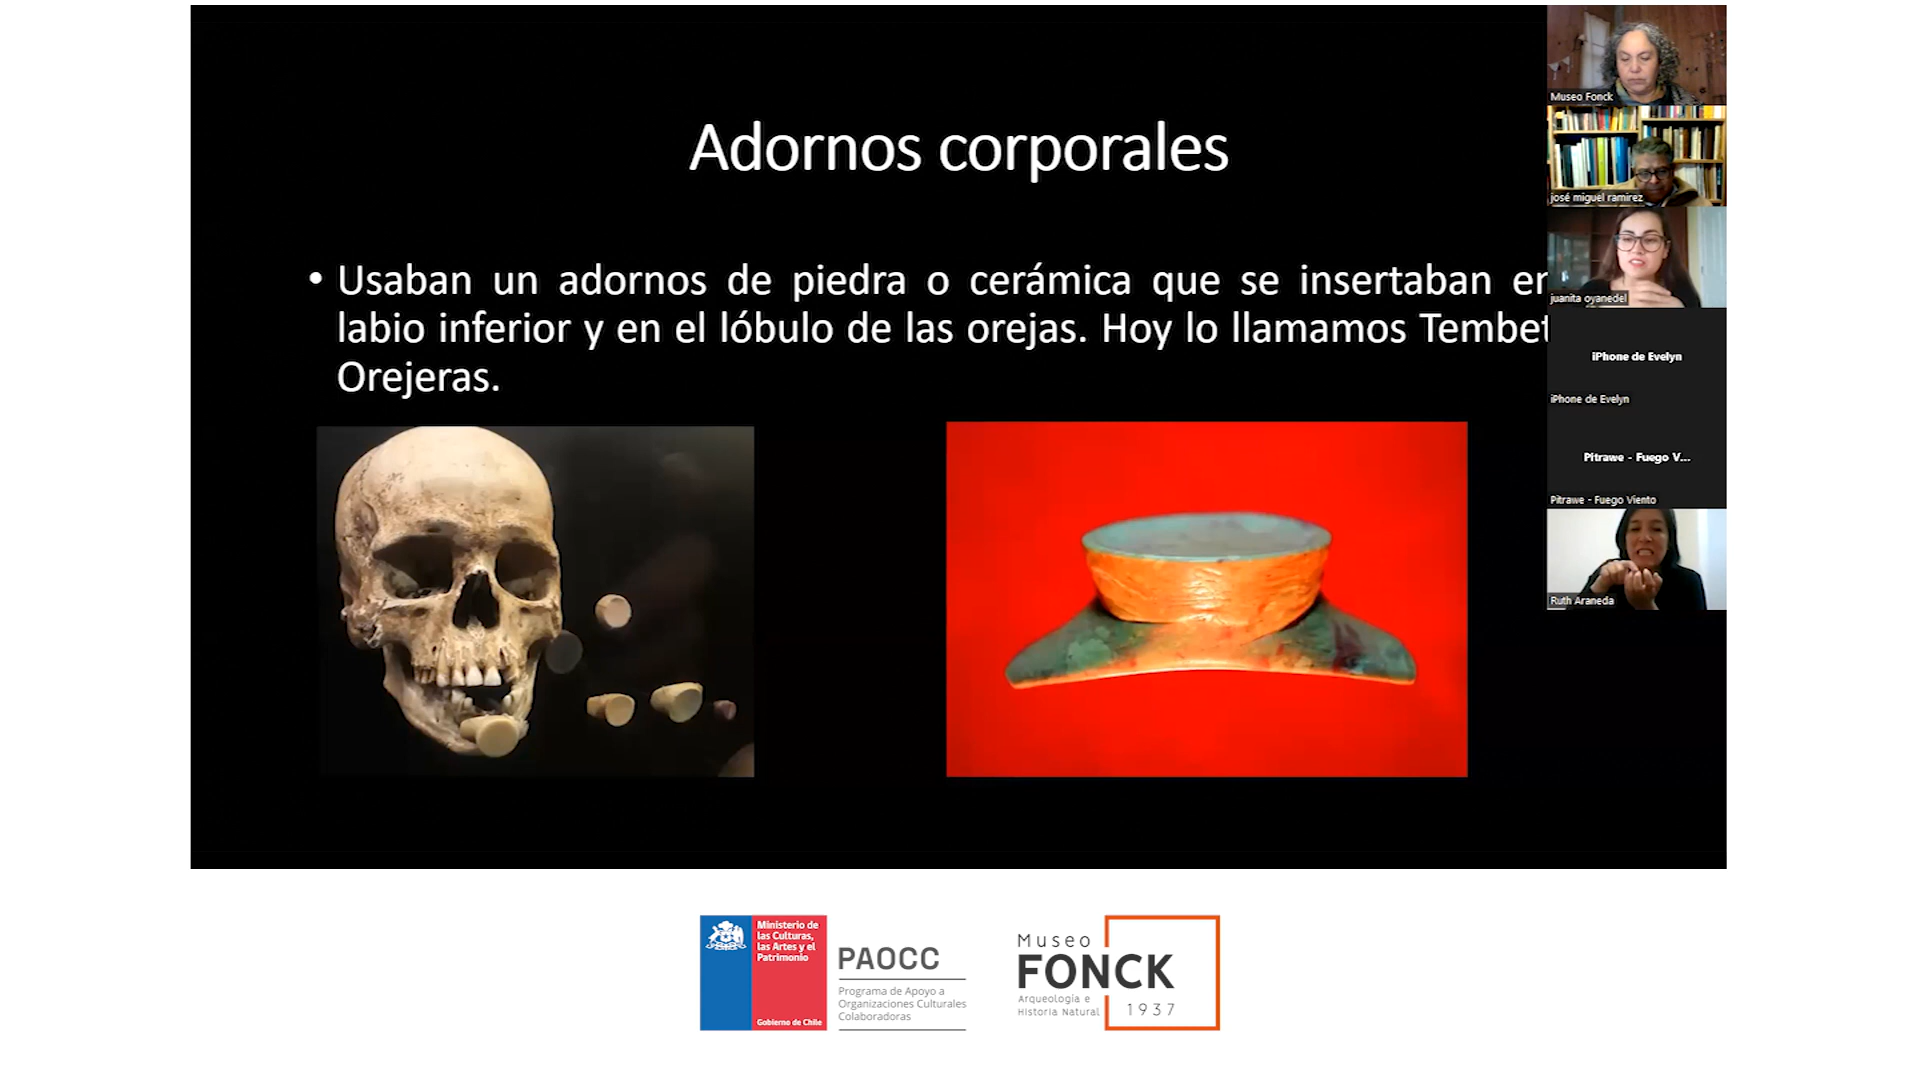 Adornos corporales
• Usaban un adornos de piedra o cerámica que se insertaban en
labio inferior y en el lóbulo de las orejas. Hoy lo llamamos Tembet
Orejeras.
Museo Fonck
josé miguel ramirez
juanita oyanedel
iPhone de Evelyn
iPhone de Evelyn
Pitrawe - Fuego V...
Pitrawe - Fuego Viento
Ruth Araneda
Ministerio de
las Culturas,
las Artes y el
Patrimonio
Gobierno de Chile
PAOCC
Programa de Apoyo a
Organizaciones Culturales
Colaboradoras
Museo
FONCK
Arqueología e
Historia Natural
1937